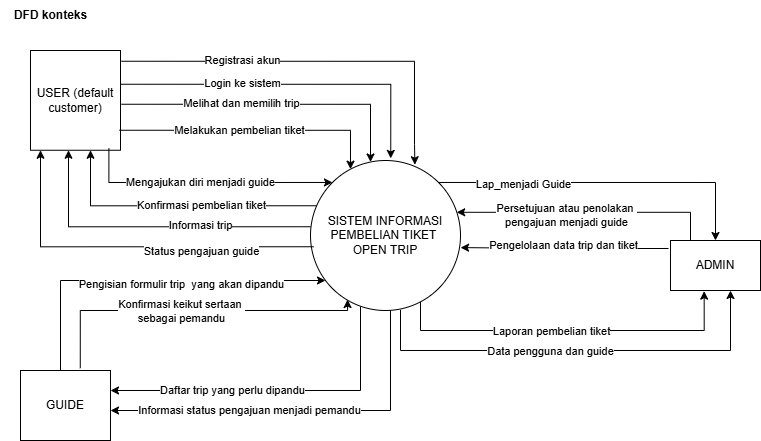 DFD konteks
Registrasi akun
Login ke sistem
Melihat dan memilih trip
Melakukan pembelian tiket
USER (default
customer)
Mengajukan diri menjadi guide
Konfirmasi pembelian tiket
Informasi trip
Status pengajuan guide
SISTEM INFORMASI
PEMBELIAN TIKET
OPEN TRIP
Lap_menjadi Guide
Persetujuan atau penolakan
pengajuan menjadi guide
Pengelolaan data trip dan tiket
ADMIN
Pengisian formulir trip yang akan dipandu
Konfirmasi keikut sertaan
sebagai pemandu
Laporan pembelian tiket
Data pengguna dan guide
Daftar trip yang perlu dipandu
Informasi status pengajuan menjadi pemandu
GUIDE